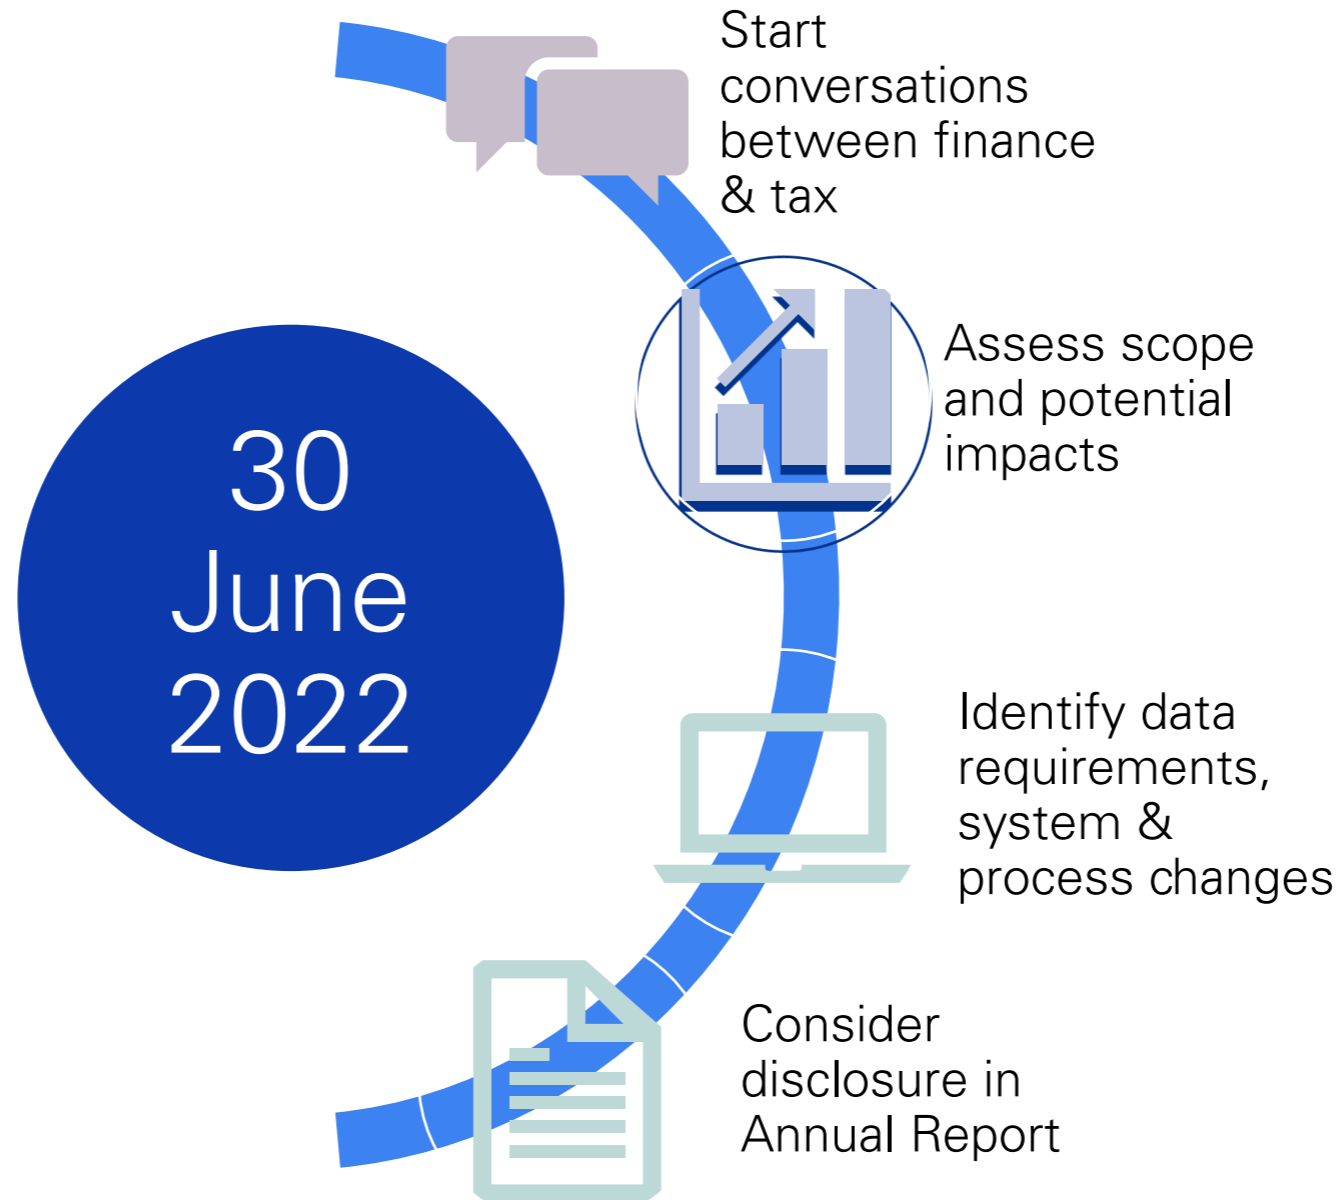 Start
conversations
between finance
& tax
Assess scope
and potential
impacts
30
June
2022
Identify data
requirements,
system &
process changes
Consider
disclosure in
Annual Report